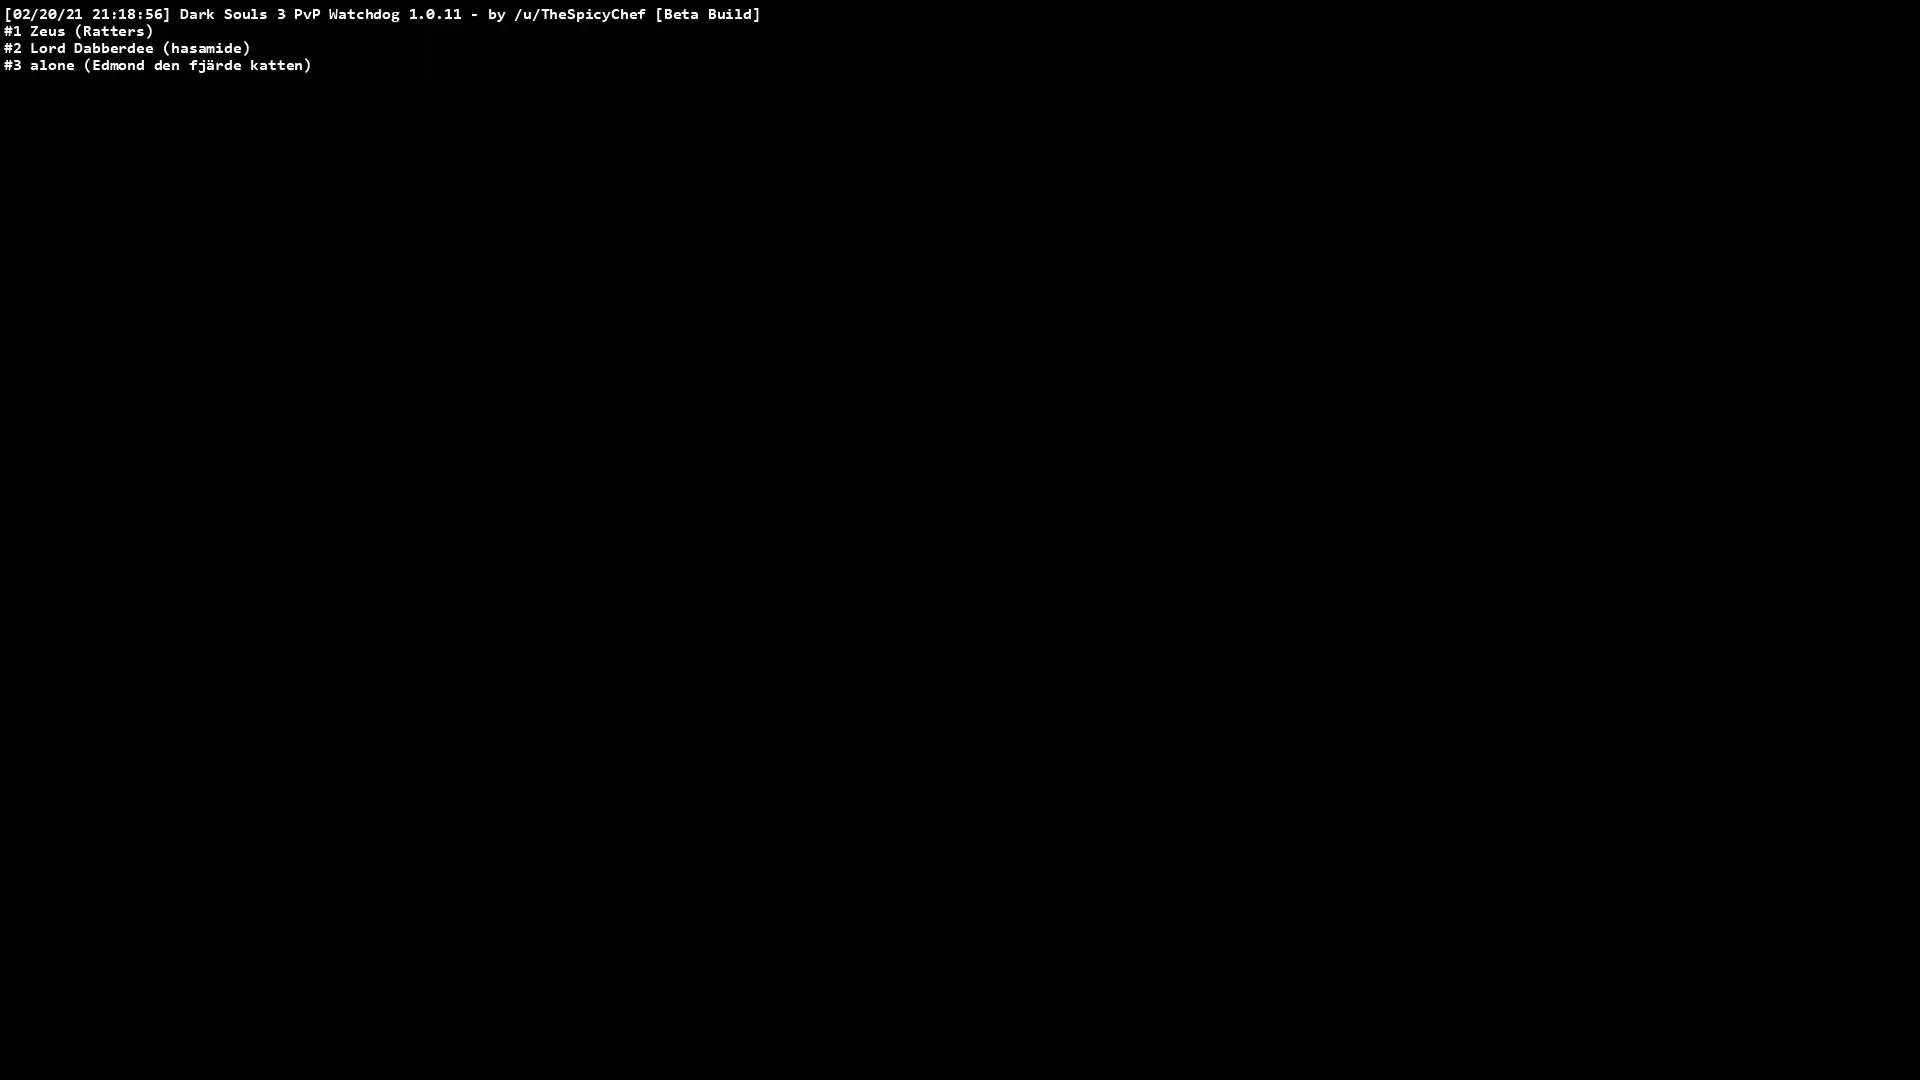 [02/20/21 21:18:56] Dark Souls 3 PvP Watchdog 1.0.11 - by /u/TheSpicyChef [Beta Build]
#1 Zeus (Ratters)
#2 Lord Dabberdee (hasamide)
#3 alone (Edmond den fjärde katten)